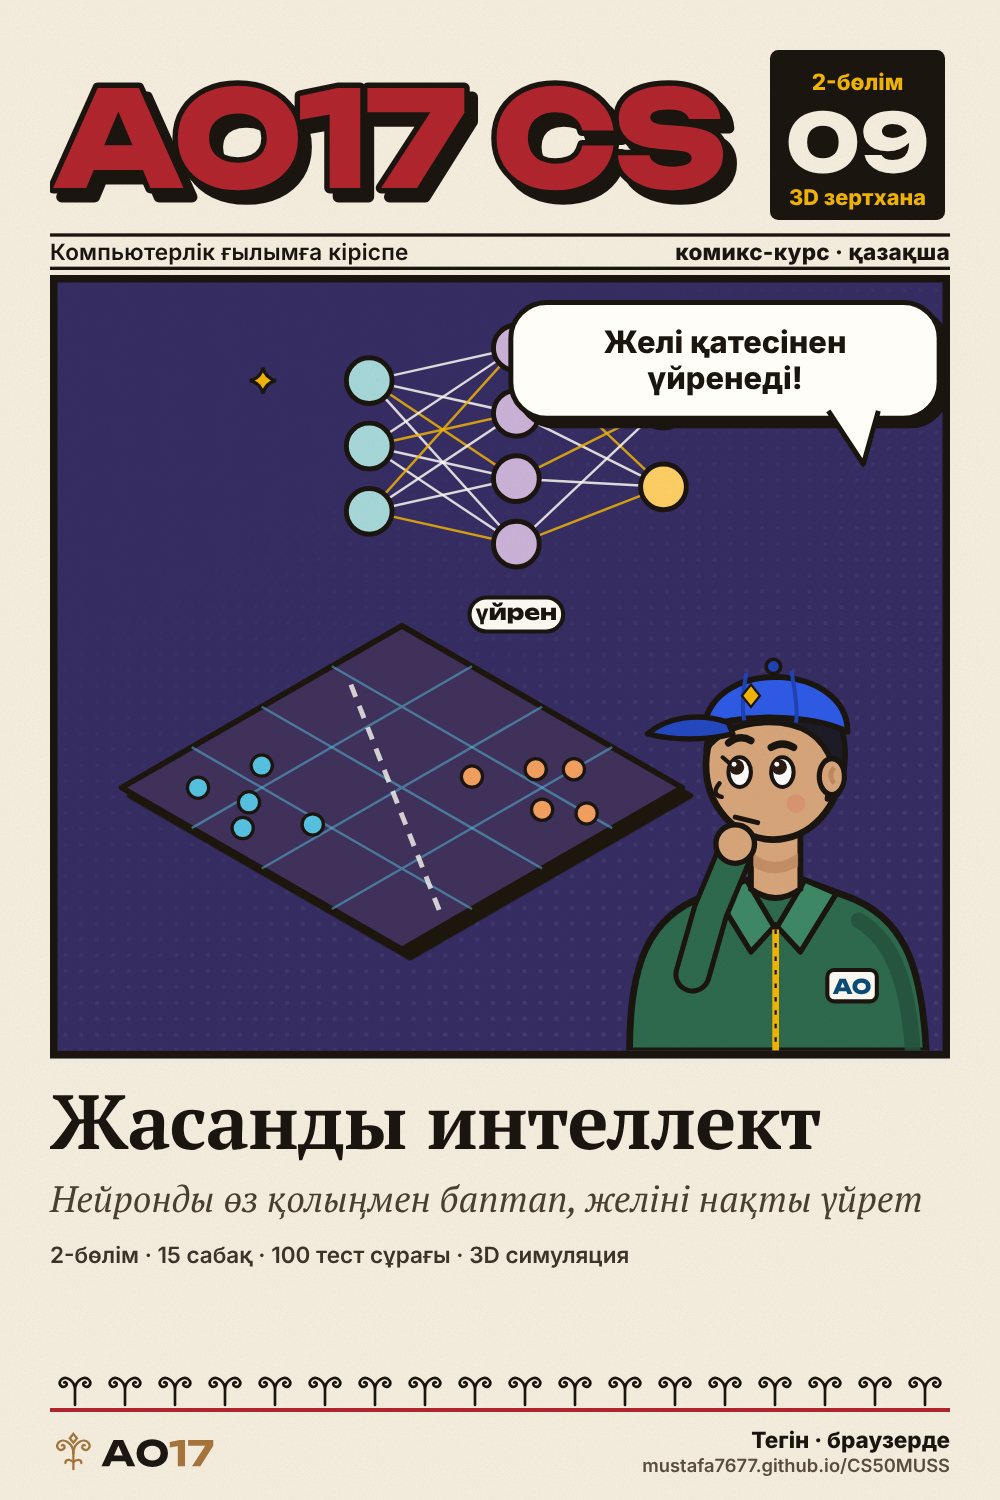 AO17 CS
2-бөлім
09
3D зертхана
Компьютерлік ғылымға кіріспе
комикс-курс · қазақша
Желі қатесінен
үйренеді!
үйрен
AO
Жасанды интеллект
Нейронды өз қолыңмен баптап, желіні нақты үйрет
2-бөлім · 15 сабақ · 100 тест сұрағы · 3D симуляция
AO17
Тегін · браузерде
mustafa7677.github.io/CS50MUSS